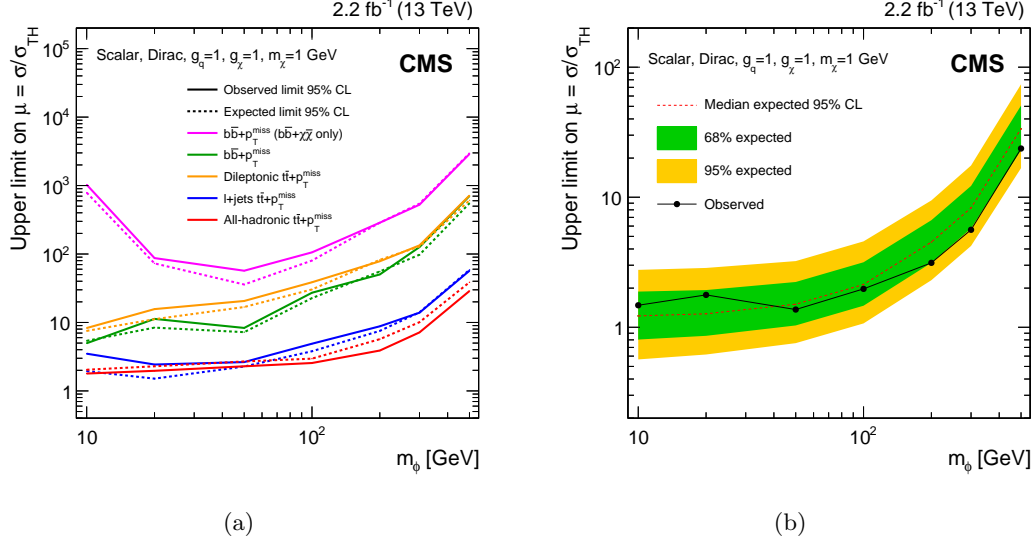 2.2 fb⁻¹ (13 TeV)
Upper limit on μ = σ/σ_TH
10⁵
10⁴
10³
10²
10
1
Scalar, Dirac, g_q=1, g_χ=1, m_χ=1 GeV
CMS
Observed limit 95% CL
Expected limit 95% CL
bb̅+p_T^miss (bb̅+χχ̅ only)
bb̅+p_T^miss
Dileptonic tt̅+p_T^miss
l+jets tt̅+p_T^miss
All-hadronic tt̅+p_T^miss
10
10²
m_ϕ [GeV]
(a)
2.2 fb⁻¹ (13 TeV)
Upper limit on μ = σ/σ_TH
10²
10
1
Scalar, Dirac, g_q=1, g_χ=1, m_χ=1 GeV
CMS
Median expected 95% CL
68% expected
95% expected
Observed
10
10²
m_ϕ [GeV]
(b)